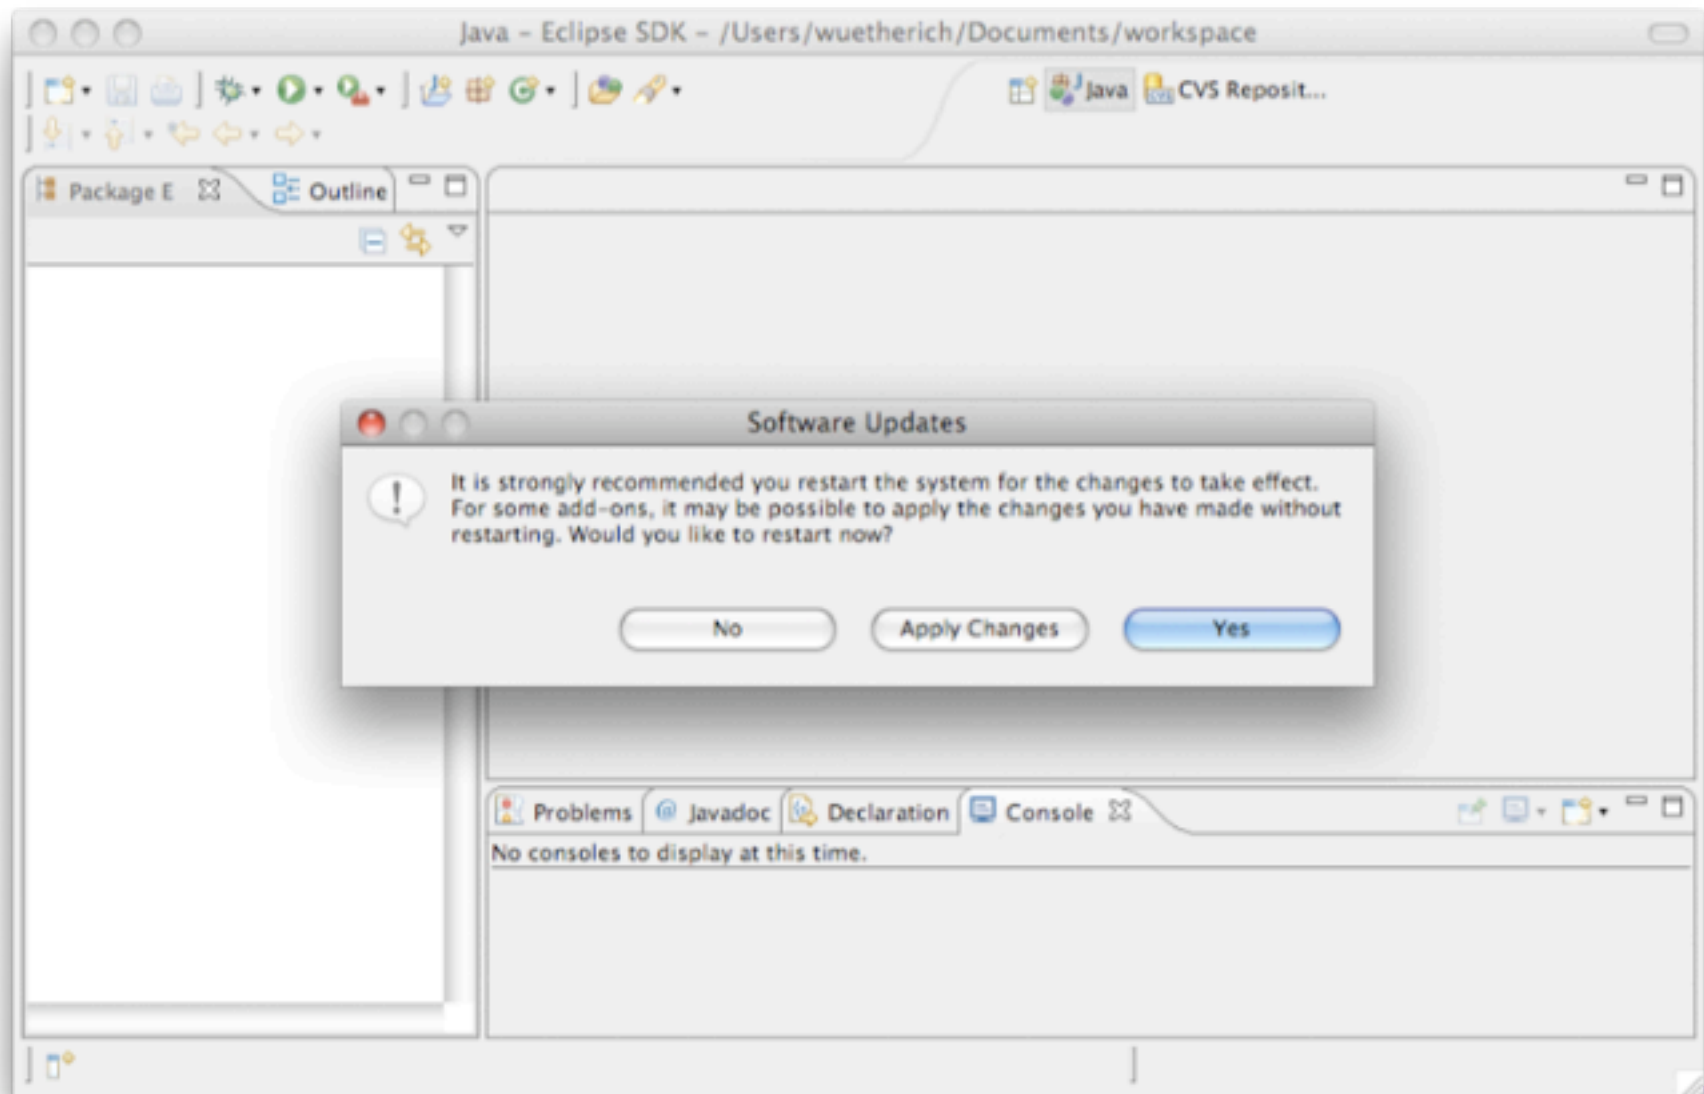 Java – Eclipse SDK – /Users/wuetherich/Documents/workspace
Java
CVS Reposit...
Package E
Outline
Software Updates
It is strongly recommended you restart the system for the changes to take effect.
For some add-ons, it may be possible to apply the changes you have made without
restarting. Would you like to restart now?
No
Apply Changes
Yes
Problems
@ Javadoc
Declaration
Console
No consoles to display at this time.